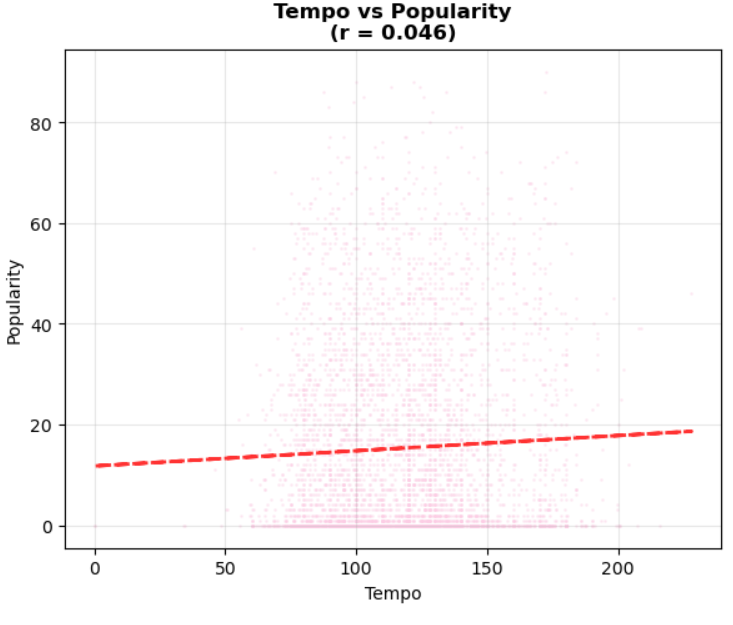 Tempo vs Popularity
(r = 0.046)
80
60
40
20
0
Popularity
0 50 100 150 200
Tempo